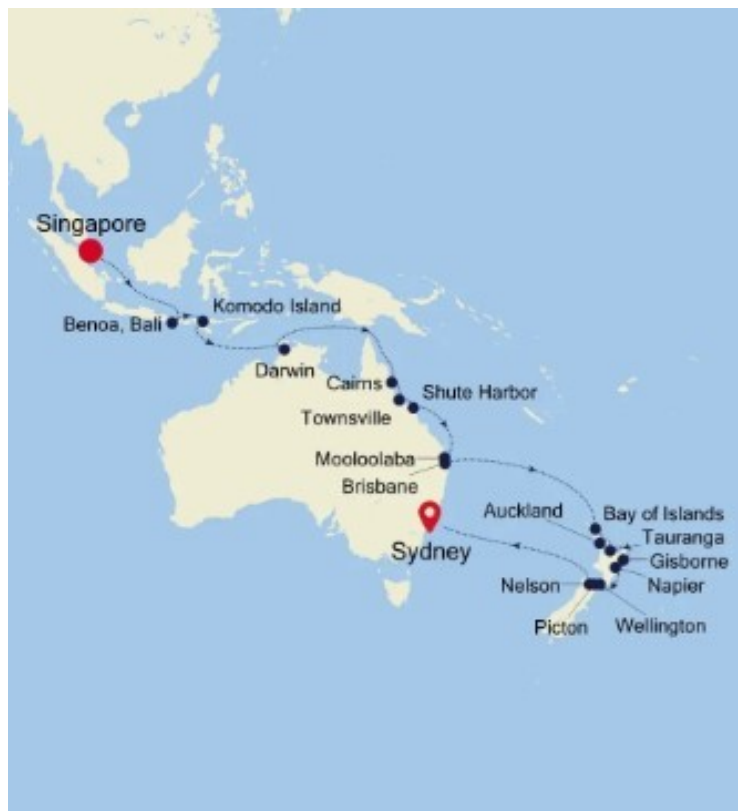 Singapore
Komodo Island
Benoa, Bali
Darwin
Cairns
Shute Harbor
Townsville
Mooloolaba
Brisbane
Auckland
Bay of Islands
Tauranga
Sydney
Gisborne
Nelson
Napier
Picton
Wellington